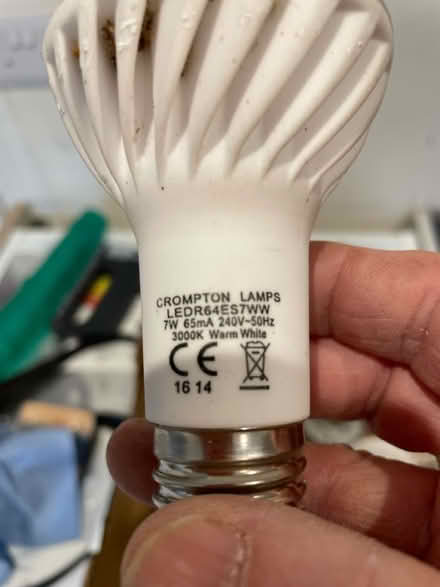 CROMPTON LAMPS
LEDR64ES7WW
7W 65mA 240V~50Hz
3000K Warm White
CE
16 14